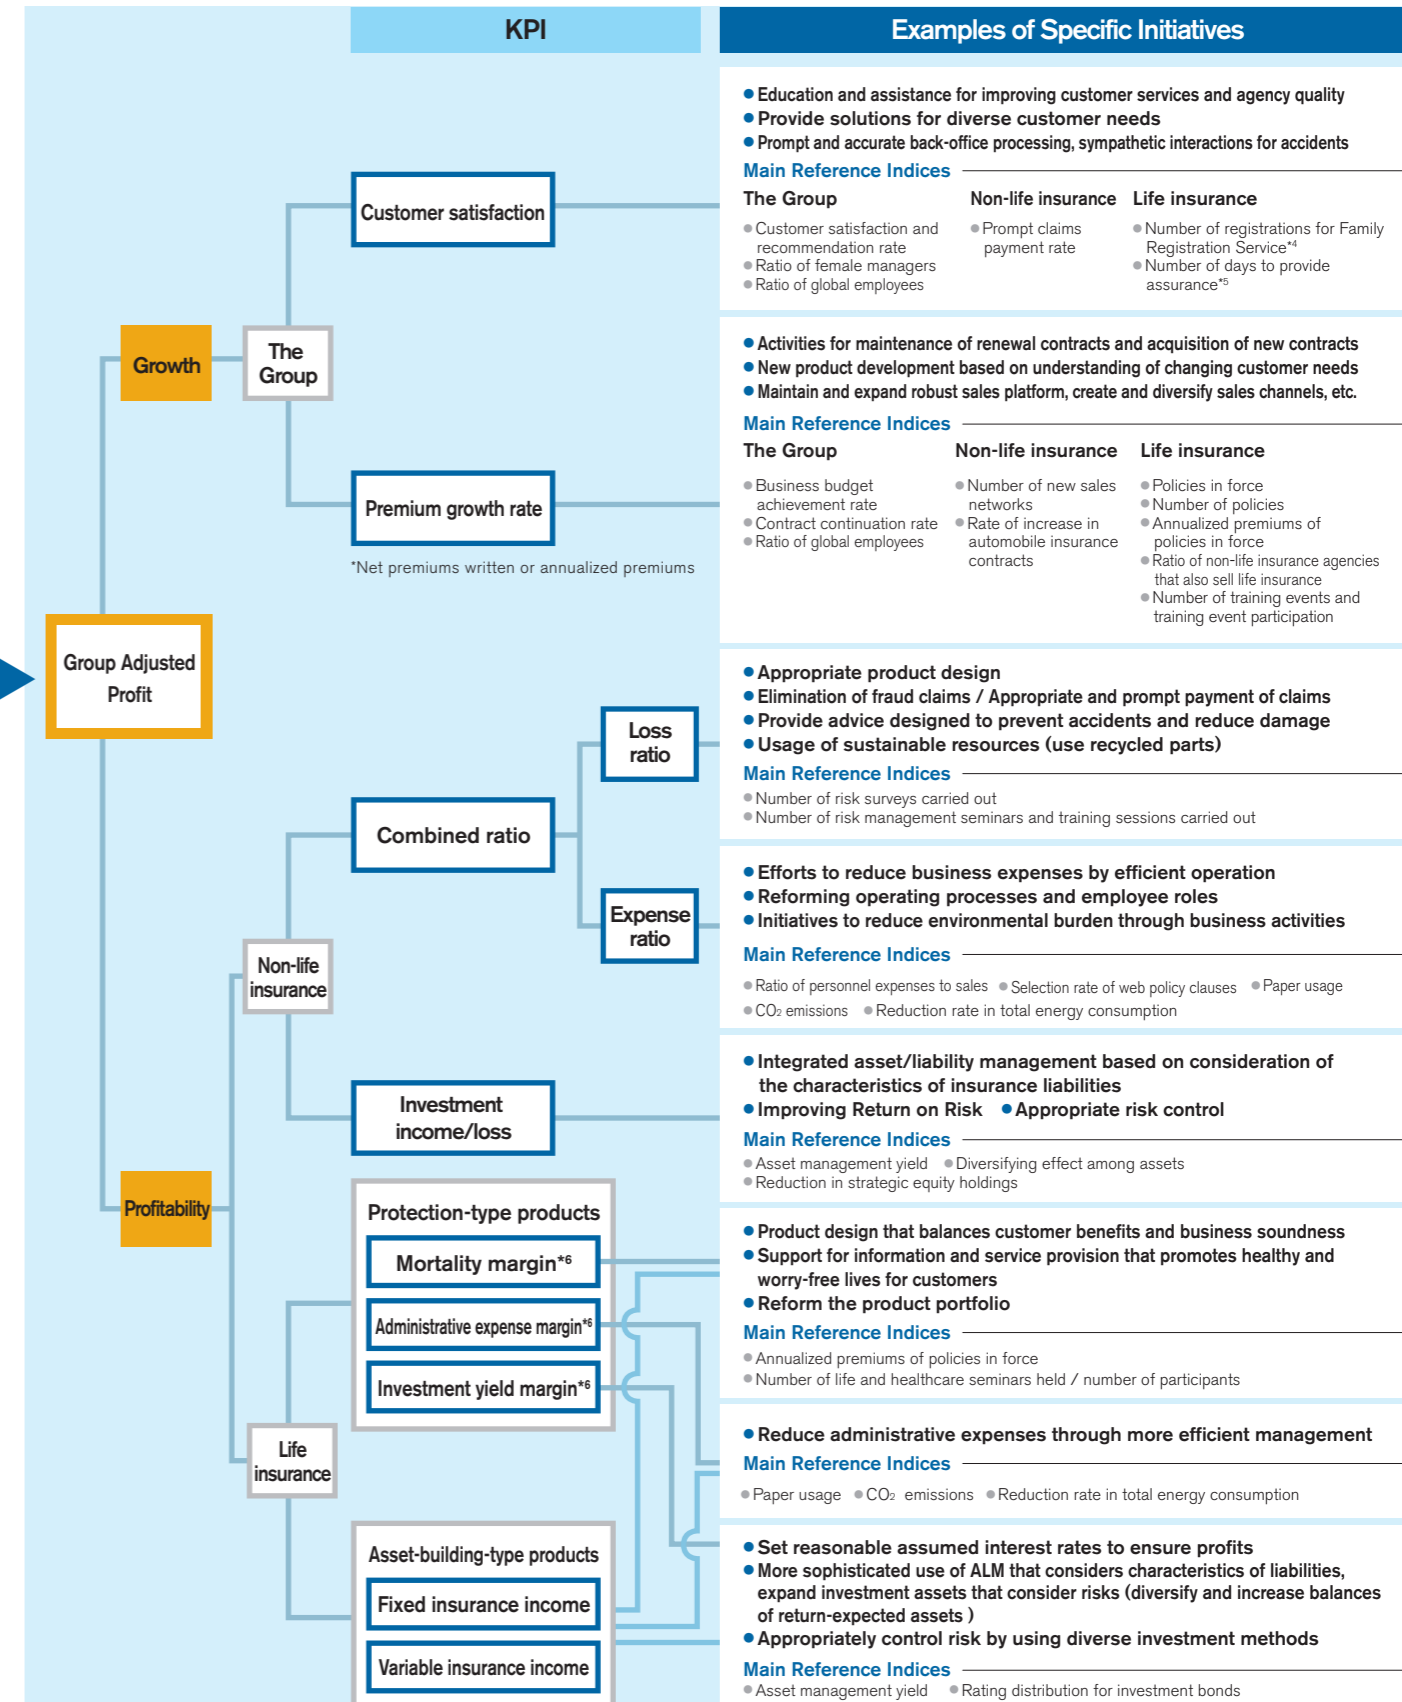 KPI
Examples of Specific Initiatives
Group Adjusted
Profit
Growth
The
Group
Customer satisfaction
● Education and assistance for improving customer services and agency quality
● Provide solutions for diverse customer needs
● Prompt and accurate back-office processing, sympathetic interactions for accidents
Main Reference Indices
The Group
● Customer satisfaction and
recommendation rate
● Ratio of female managers
● Ratio of global employees
Non-life insurance
● Prompt claims
payment rate
Life insurance
● Number of registrations for Family
Registration Service*4
● Number of days to provide
assurance*5
Premium growth rate
*Net premiums written or annualized premiums
● Activities for maintenance of renewal contracts and acquisition of new contracts
● New product development based on understanding of changing customer needs
● Maintain and expand robust sales platform, create and diversify sales channels, etc.
Main Reference Indices
The Group
● Business budget
achievement rate
● Contract continuation rate
● Ratio of global employees
Non-life insurance
● Number of new sales
networks
● Rate of increase in
automobile insurance
contracts
Life insurance
● Policies in force
● Number of policies
● Annualized premiums of
policies in force
● Ratio of non-life insurance agencies
that also sell life insurance
● Number of training events and
training event participation
Profitability
Non-life
insurance
Combined ratio
Loss
ratio
● Appropriate product design
● Elimination of fraud claims / Appropriate and prompt payment of claims
● Provide advice designed to prevent accidents and reduce damage
● Usage of sustainable resources (use recycled parts)
Main Reference Indices
● Number of risk surveys carried out
● Number of risk management seminars and training sessions carried out
Expense
ratio
● Efforts to reduce business expenses by efficient operation
● Reforming operating processes and employee roles
● Initiatives to reduce environmental burden through business activities
Main Reference Indices
● Ratio of personnel expenses to sales ● Selection rate of web policy clauses ● Paper usage
● CO2 emissions ● Reduction rate in total energy consumption
Investment
income/loss
● Integrated asset/liability management based on consideration of
the characteristics of insurance liabilities
● Improving Return on Risk ● Appropriate risk control
Main Reference Indices
● Asset management yield ● Diversifying effect among assets
● Reduction in strategic equity holdings
Life
insurance
Protection-type products
Mortality margin*6
Administrative expense margin*6
Investment yield margin*6
● Product design that balances customer benefits and business soundness
● Support for information and service provision that promotes healthy and
worry-free lives for customers
● Reform the product portfolio
Main Reference Indices
● Annualized premiums of policies in force
● Number of life and healthcare seminars held / number of participants
● Reduce administrative expenses through more efficient management
Main Reference Indices
● Paper usage ● CO2 emissions ● Reduction rate in total energy consumption
Asset-building-type products
Fixed insurance income
Variable insurance income
● Set reasonable assumed interest rates to ensure profits
● More sophisticated use of ALM that considers characteristics of liabilities,
expand investment assets that consider risks (diversify and increase balances
of return-expected assets )
● Appropriately control risk by using diverse investment methods
Main Reference Indices
● Asset management yield ● Rating distribution for investment bonds